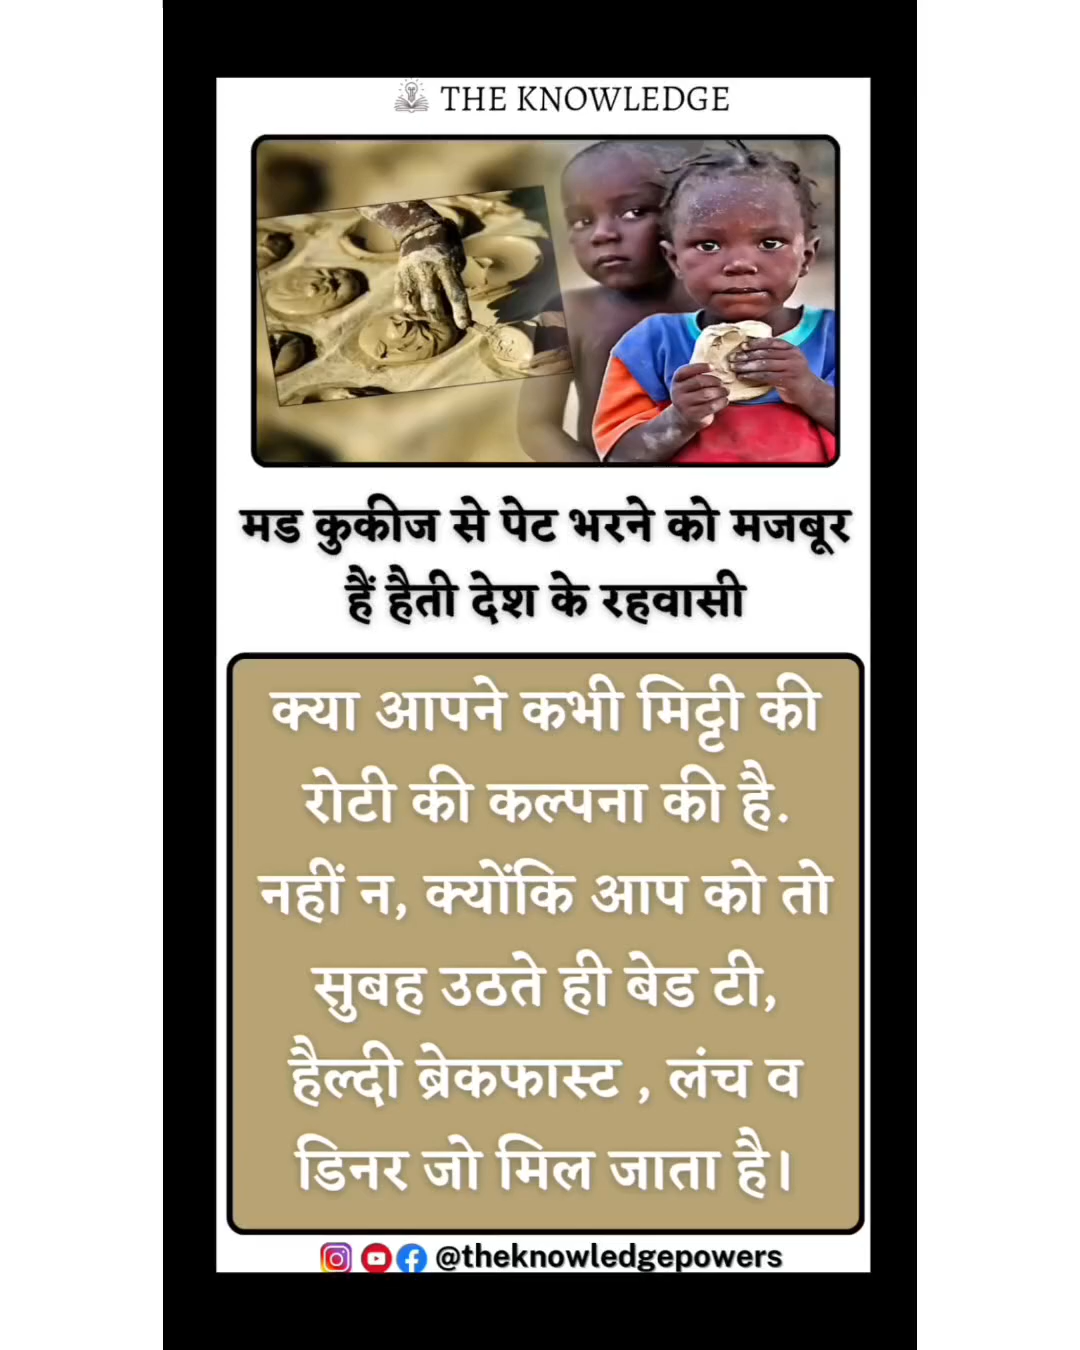 THE KNOWLEDGE
मड कुकीज से पेट भरने को मजबूर
हैं हैती देश के रहवासी
क्या आपने कभी मिट्टी की
रोटी की कल्पना की है.
नहीं न, क्योंकि आप को तो
सुबह उठते ही बेड टी,
हैल्दी ब्रेकफास्ट , लंच व
डिनर जो मिल जाता है।
@theknowledgepowers